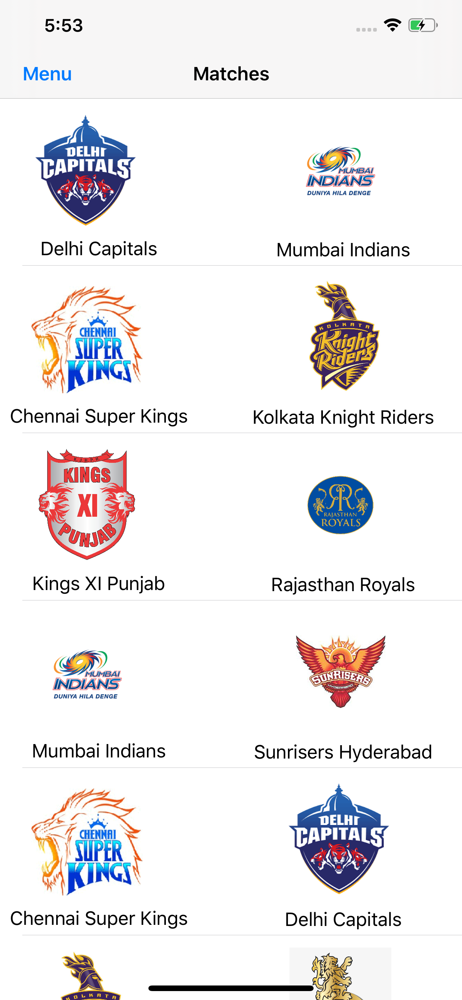 5:53
Menu Matches
DELHI
CAPITALS
MUMBAI
INDIANS
DUNIYA HILA DENGE
Delhi Capitals Mumbai Indians
CHENNAI
SUPER
KINGS
KOLKATA
Knight
Riders
Chennai Super Kings Kolkata Knight Riders
K.J.H.P.H.
KINGS
XI
PUNJAB
RR
RAJASTHAN
ROYALS
Kings XI Punjab Rajasthan Royals
MUMBAI
INDIANS
DUNIYA HILA DENGE
SUNRISERS
HYDERABAD
Mumbai Indians Sunrisers Hyderabad
CHENNAI
SUPER
KINGS
DELHI
CAPITALS
Chennai Super Kings Delhi Capitals
KOLKATA